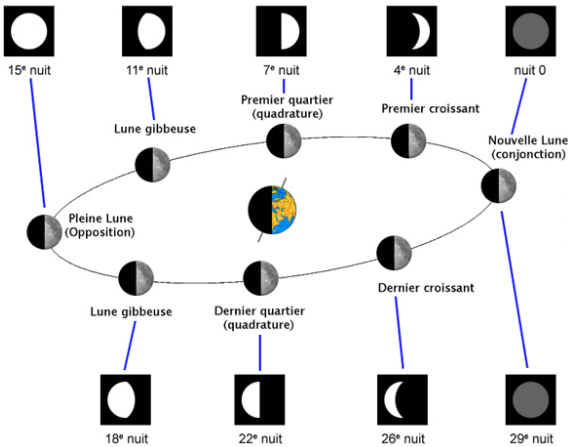 15e nuit
11e nuit
7e nuit
4e nuit
nuit 0
Premier quartier
(quadrature)
Premier croissant
Lune gibbeuse
Nouvelle Lune
(conjonction)
Pleine Lune
(Opposition)
Lune gibbeuse
Dernier quartier
(quadrature)
Dernier croissant
18e nuit
22e nuit
26e nuit
29e nuit